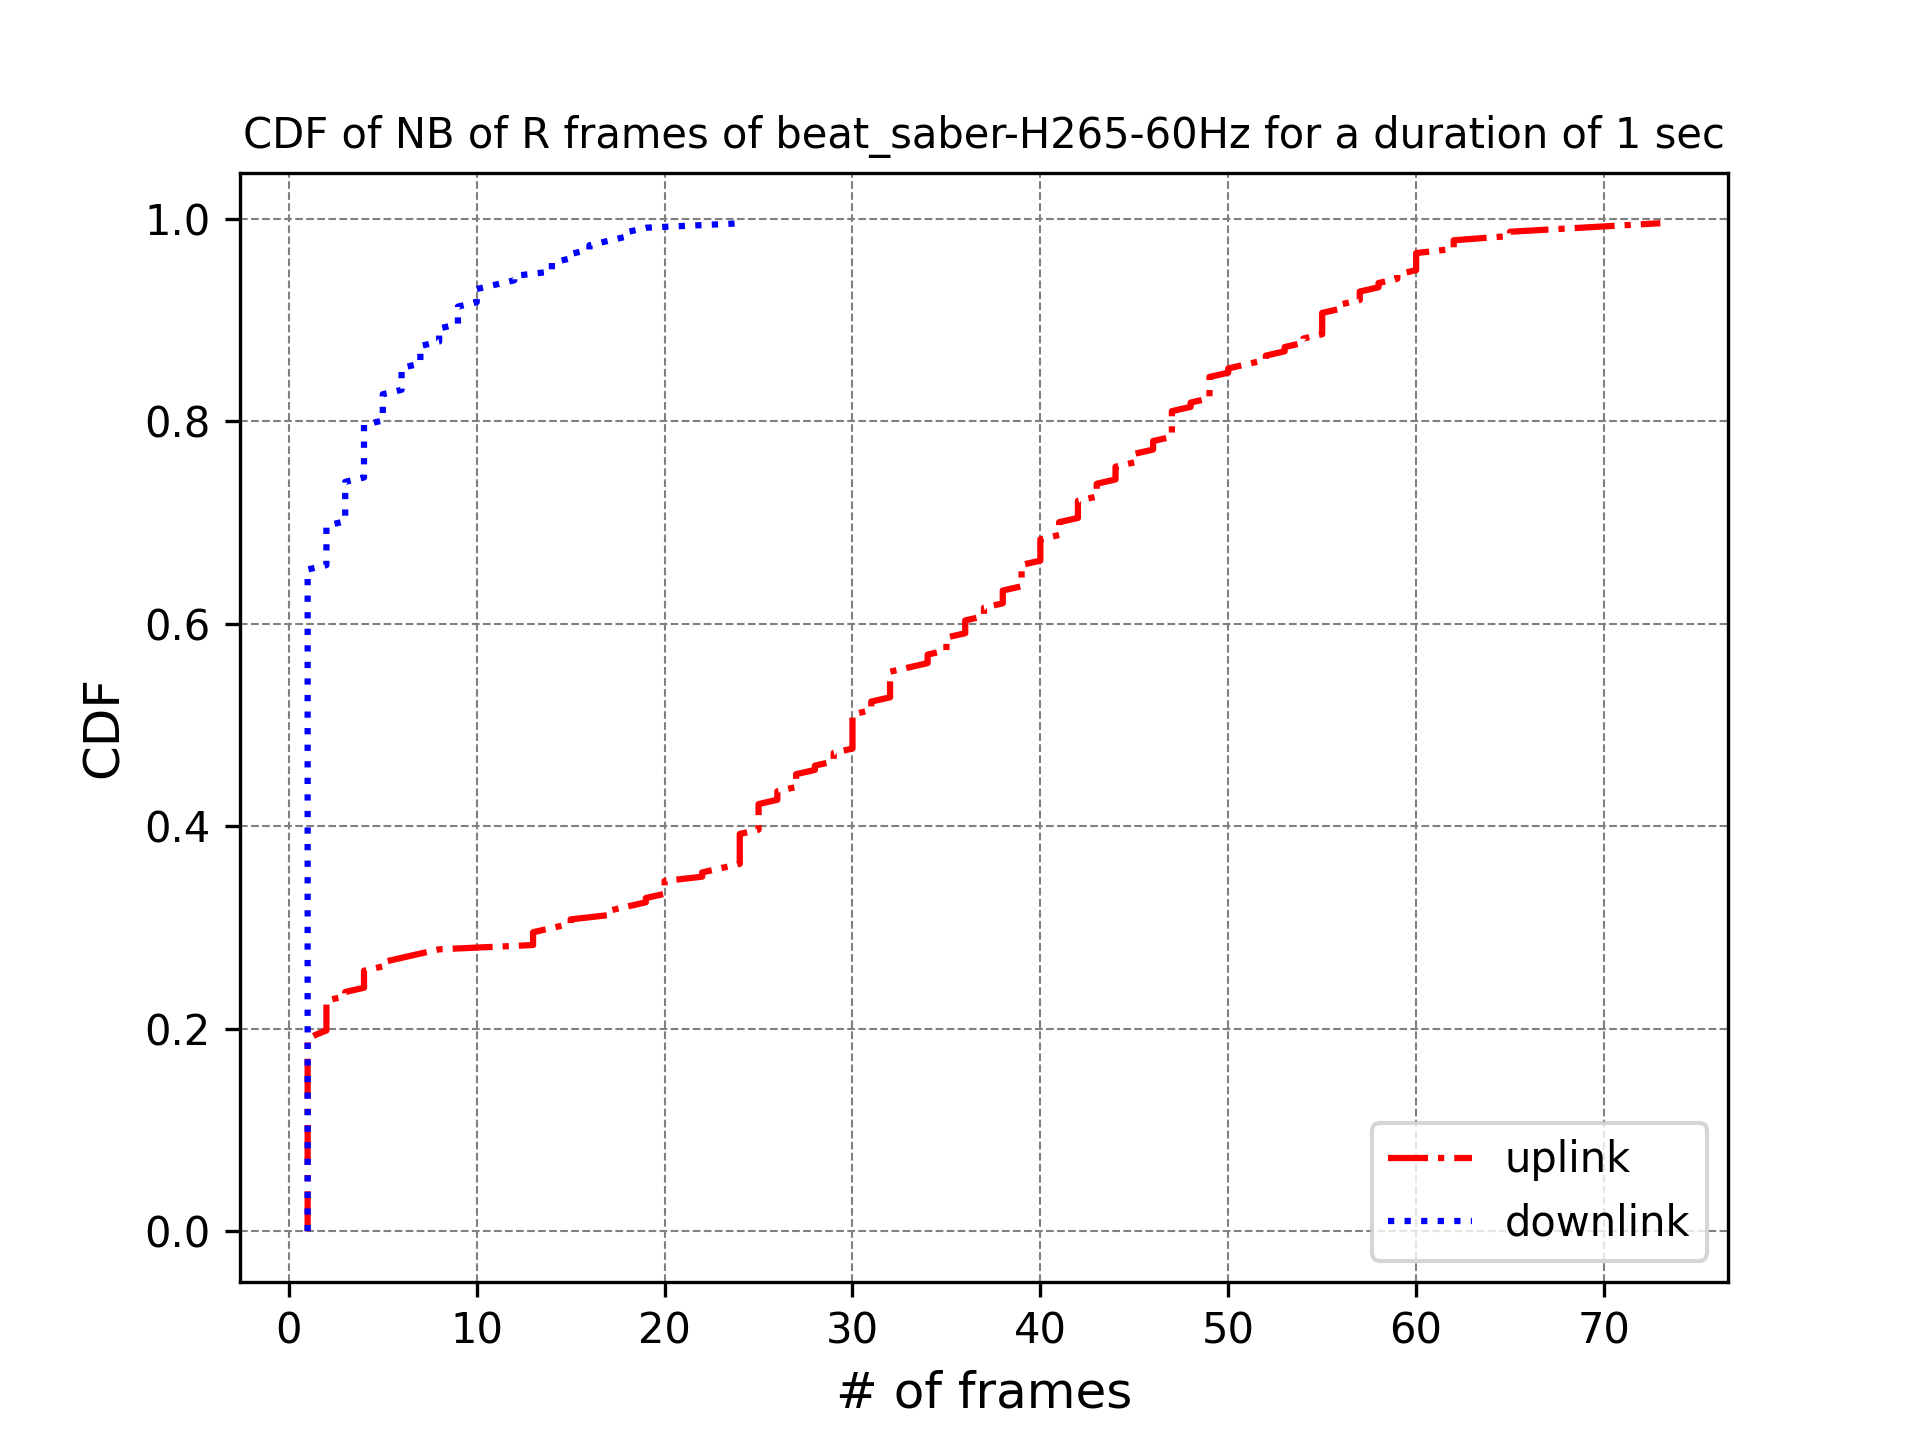 CDF of NB of R frames of beat_saber-H265-60Hz for a duration of 1 sec
1.0
0.8
0.6
0.4
0.2
0.0
CDF
uplink
downlink
0 10 20 30 40 50 60 70
# of frames